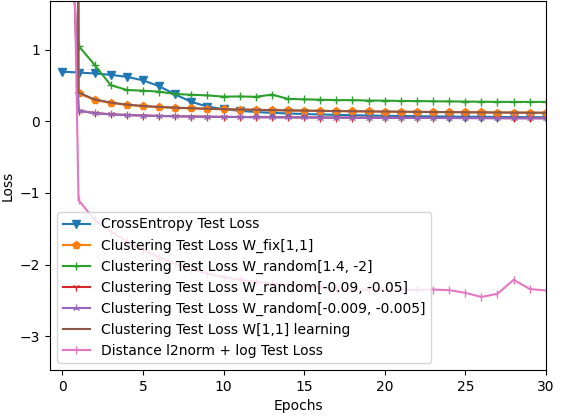 1
0
−1
−2
−3
Loss
CrossEntropy Test Loss
Clustering Test Loss W_fix[1,1]
Clustering Test Loss W_random[1.4, -2]
Clustering Test Loss W_random[-0.09, -0.05]
Clustering Test Loss W_random[-0.009, -0.005]
Clustering Test Loss W[1,1] learning
Distance l2norm + log Test Loss
0 5 10 15 20 25 30
Epochs